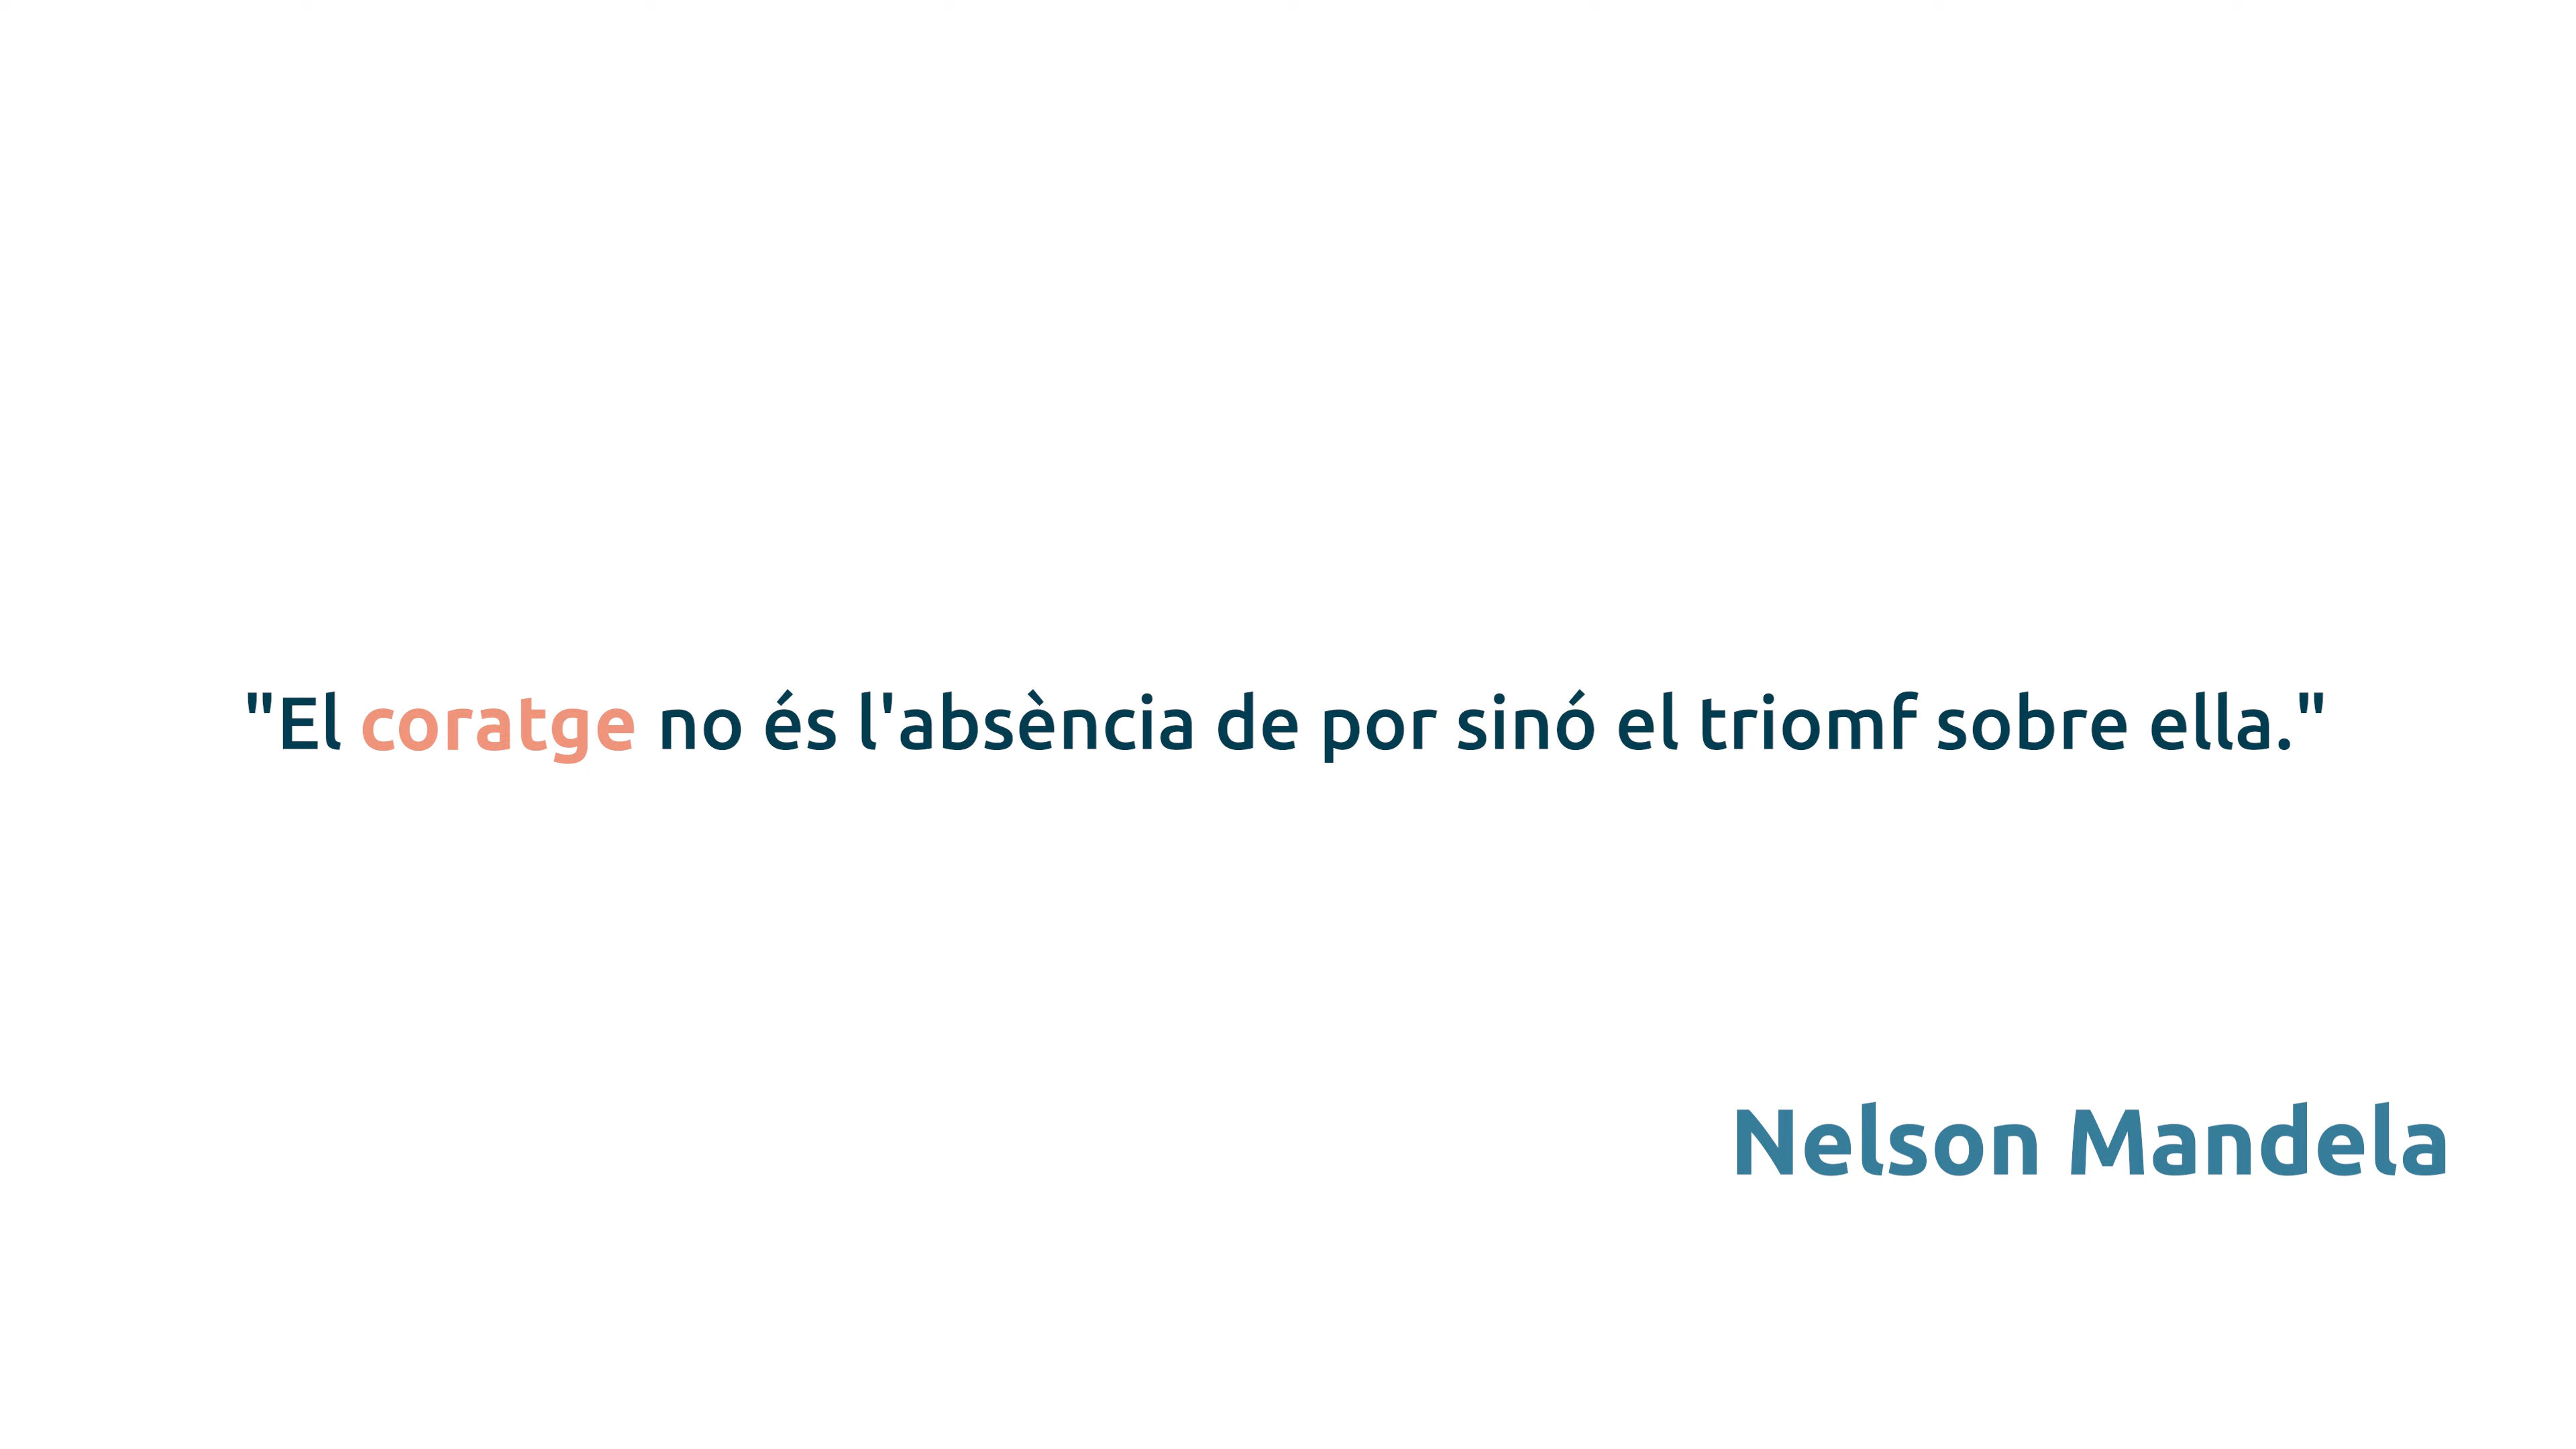 "El coratge no és l'absència de por sinó el triomf sobre ella."
Nelson Mandela